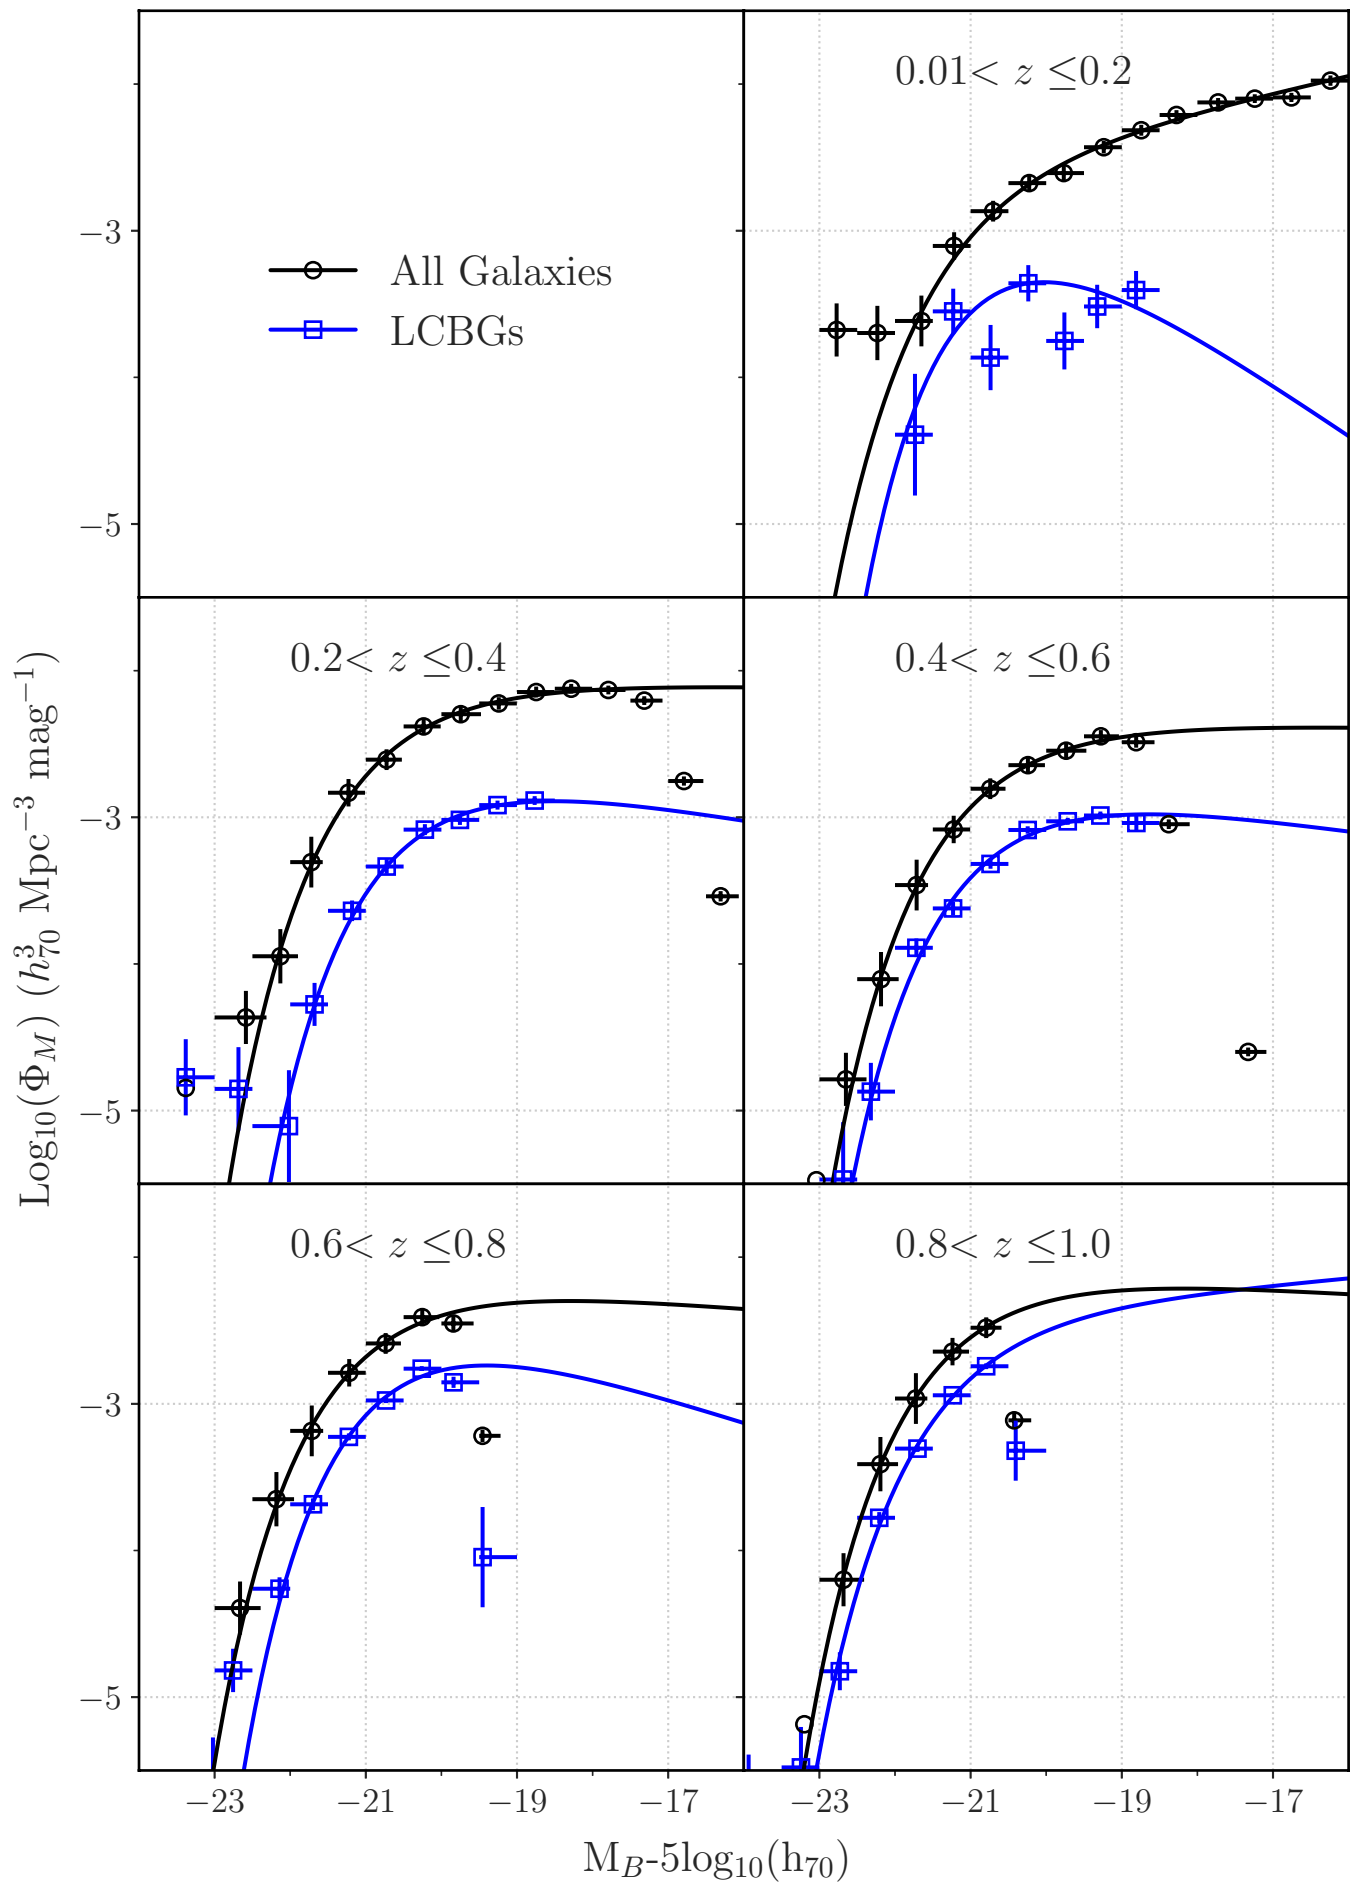 0.01< z ≤0.2
−3
All Galaxies
LCBGs
−5
0.2< z ≤0.4
0.4< z ≤0.6
−3
−5
Log₁₀(Φ_M) (h³₇₀ Mpc⁻³ mag⁻¹)
0.6< z ≤0.8
0.8< z ≤1.0
−3
−5
−23 −21 −19 −17 −23 −21 −19 −17
M_B-5log₁₀(h₇₀)